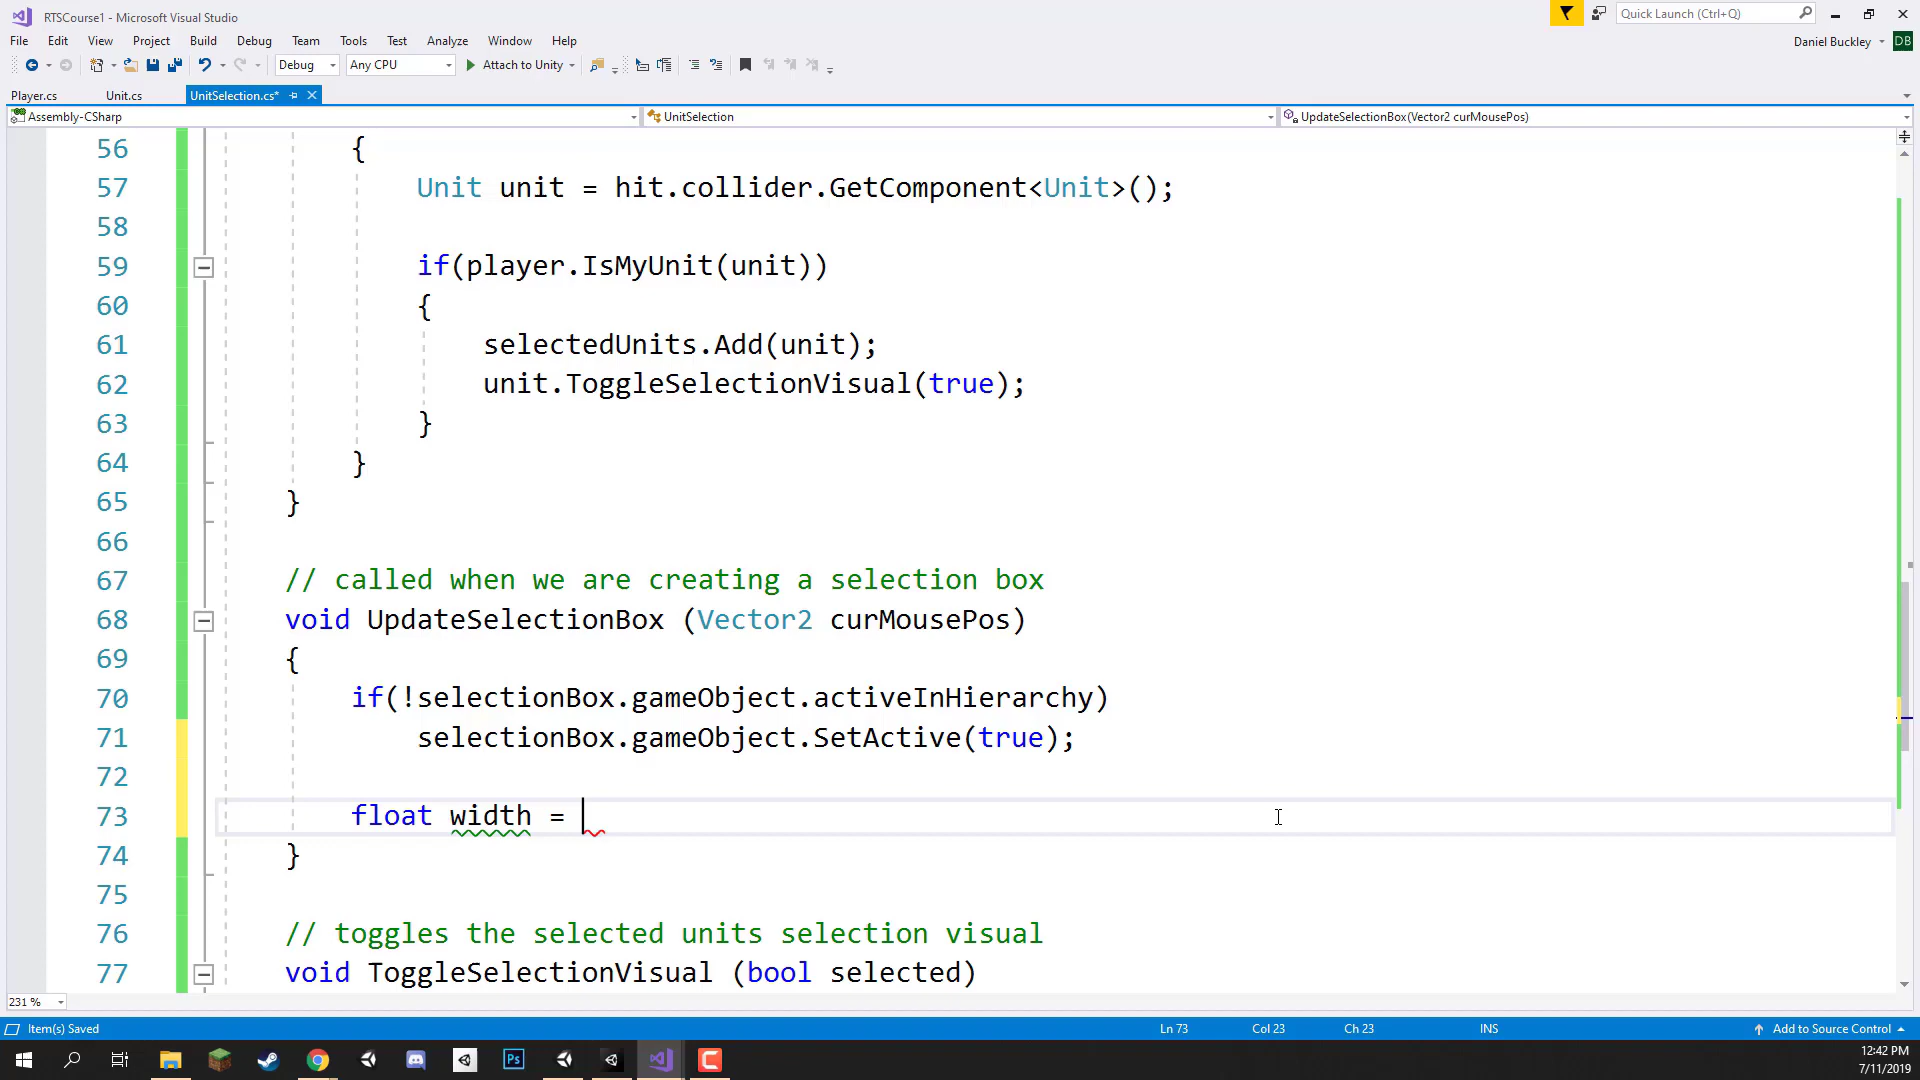 RTSCourse1 - Microsoft Visual Studio
Quick Launch (Ctrl+Q)
File Edit View Project Build Debug Team Tools Test Analyze Window Help
Daniel Buckley DB
Debug Any CPU Attach to Unity
Player.cs Unit.cs UnitSelection.cs*
Assembly-CSharp UnitSelection UpdateSelectionBox(Vector2 curMousePos)
56 {
57 Unit unit = hit.collider.GetComponent<Unit>();
58
59 if(player.IsMyUnit(unit))
60 {
61 selectedUnits.Add(unit);
62 unit.ToggleSelectionVisual(true);
63 }
64 }
65 }
66
67 // called when we are creating a selection box
68 void UpdateSelectionBox (Vector2 curMousePos)
69 {
70 if(!selectionBox.gameObject.activeInHierarchy)
71 selectionBox.gameObject.SetActive(true);
72
73 float width =
74 }
75
76 // toggles the selected units selection visual
77 void ToggleSelectionVisual (bool selected)
231 %
Item(s) Saved Ln 73 Col 23 Ch 23 INS Add to Source Control
Ps
12:42 PM
7/11/2019